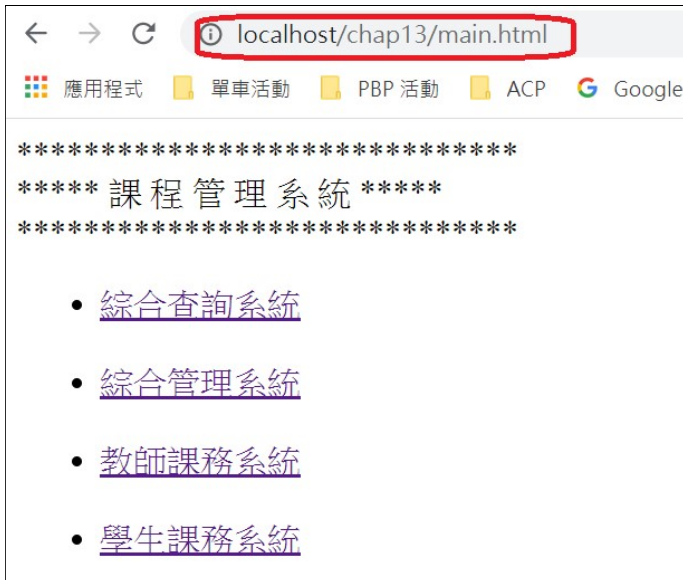 localhost/chap13/main.html
應用程式 單車活動 PBP 活動 ACP Google
******************************
***** 課 程 管 理 系 統 *****
******************************
• 綜合查詢系統
• 綜合管理系統
• 教師課務系統
• 學生課務系統